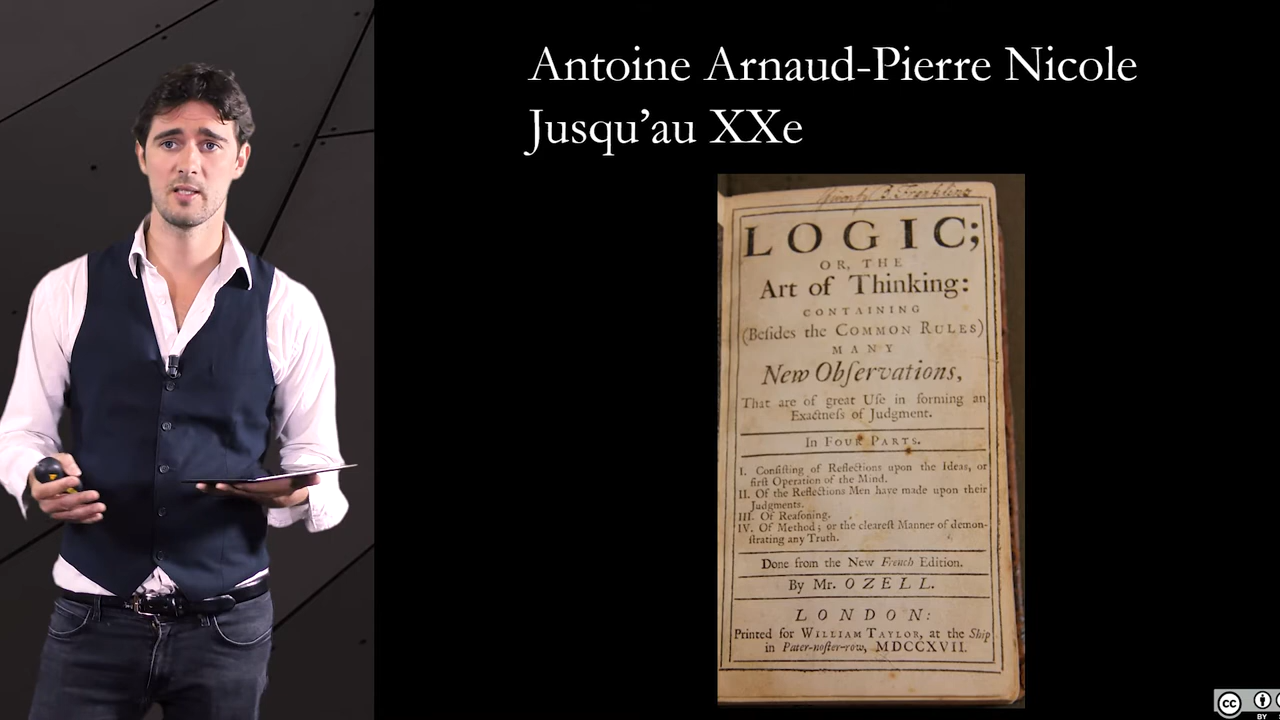 Antoine Arnaud-Pierre Nicole
Jusqu'au XXe
LOGIC;
OR, THE
Art of Thinking:
CONTAINING
(Beſides the COMMON RULES)
MANY
New Obſervations,
That are of great Uſe in forming an
Exactneſs of Judgment.
In FOUR PARTS.
I. Conſiſting of Reflections upon the Ideas, or
firſt Operation of the Mind.
II. Of the Reflections Men have made upon their
Judgments.
III. Of Reaſoning.
IV. Of Method; or the cleareſt Manner of demon-
ſtrating any Truth.
Done from the New French Edition.
By Mr. OZELL.
LONDON:
Printed for WILLIAM TAYLOR, at the Ship
in Pater-noſter-row, MDCCXVII.
cc
BY